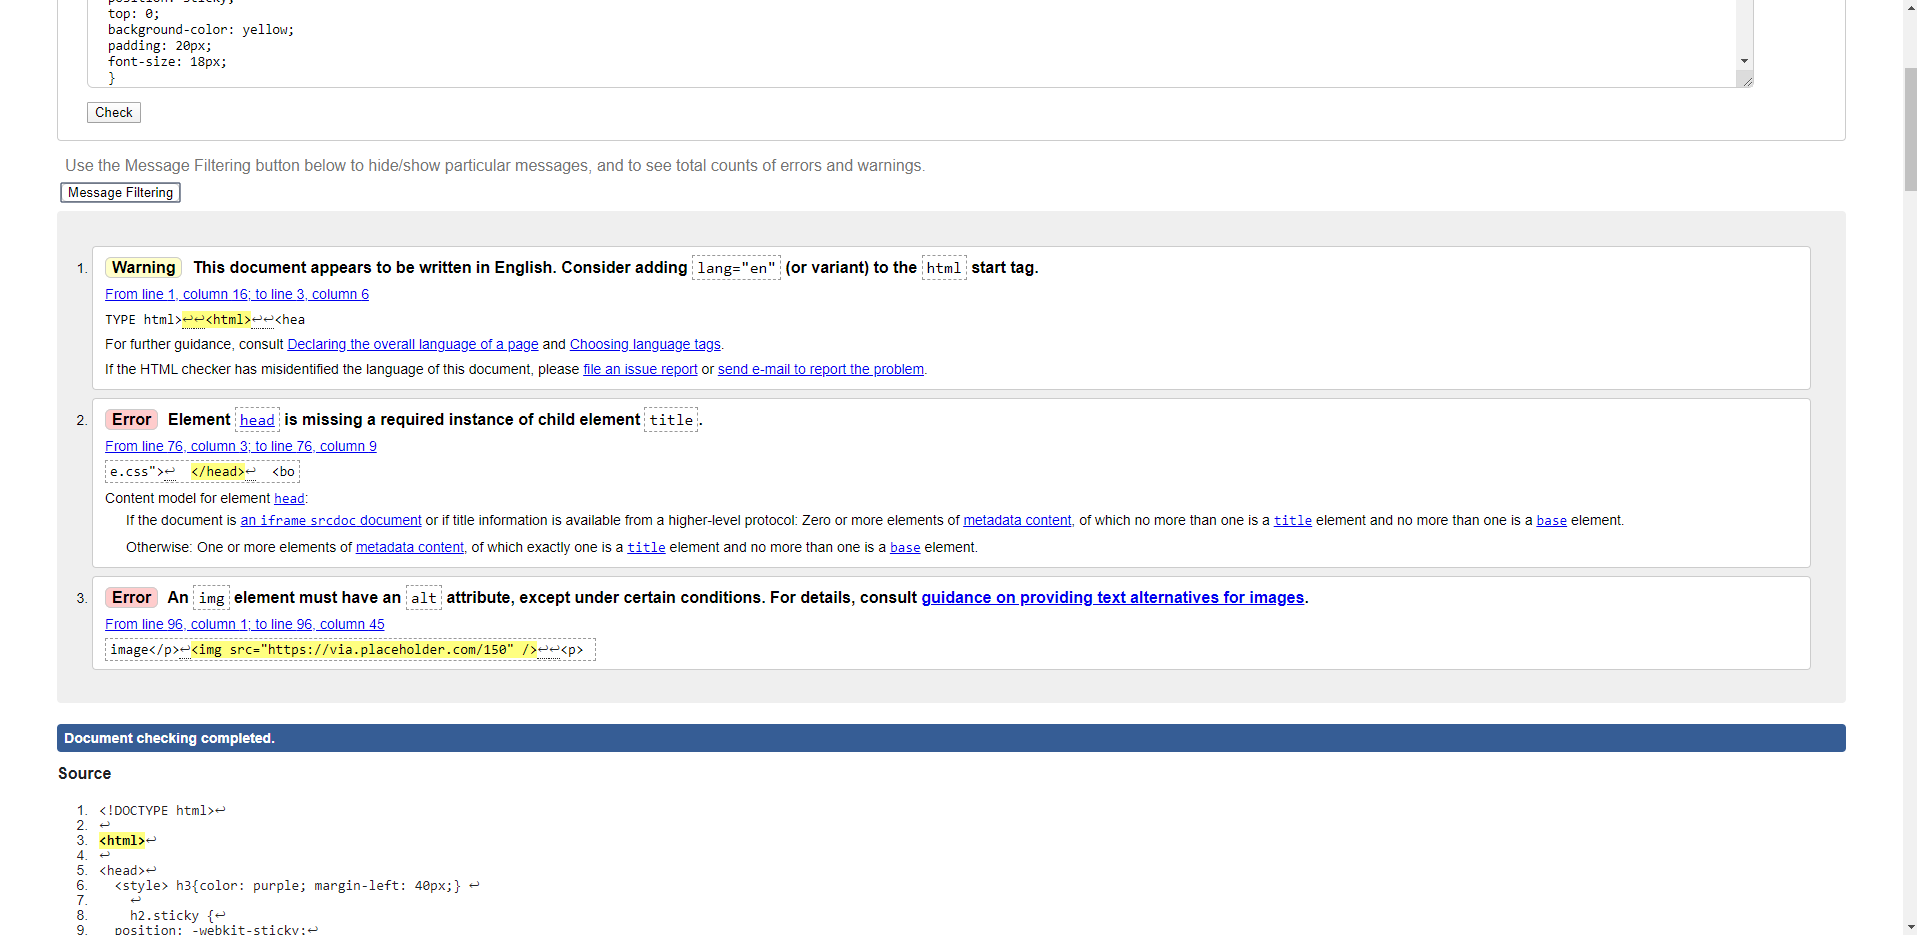 position: sticky;
top: 0;
background-color: yellow;
padding: 20px;
font-size: 18px;
}
Check
Use the Message Filtering button below to hide/show particular messages, and to see total counts of errors and warnings.
Message Filtering
1. Warning This document appears to be written in English. Consider adding lang="en" (or variant) to the html start tag.
From line 1, column 16; to line 3, column 6
TYPE html>↩↩<html>↩↩<hea
For further guidance, consult Declaring the overall language of a page and Choosing language tags.
If the HTML checker has misidentified the language of this document, please file an issue report or send e-mail to report the problem.
2. Error Element head is missing a required instance of child element title.
From line 76, column 3; to line 76, column 9
e.css">↩ </head>↩ <bo
Content model for element head:
If the document is an iframe srcdoc document or if title information is available from a higher-level protocol: Zero or more elements of metadata content, of which no more than one is a title element and no more than one is a base element.
Otherwise: One or more elements of metadata content, of which exactly one is a title element and no more than one is a base element.
3. Error An img element must have an alt attribute, except under certain conditions. For details, consult guidance on providing text alternatives for images.
From line 96, column 1; to line 96, column 45
image</p>↩<img src="https://via.placeholder.com/150" />↩↩<p>
Document checking completed.
Source
1. <!DOCTYPE html>↩
2. ↩
3. <html>↩
4. ↩
5. <head>↩
6. <style> h3{color: purple; margin-left: 40px;} ↩
7. ↩
8. h2.sticky {↩
9. position: -webkit-sticky;↩